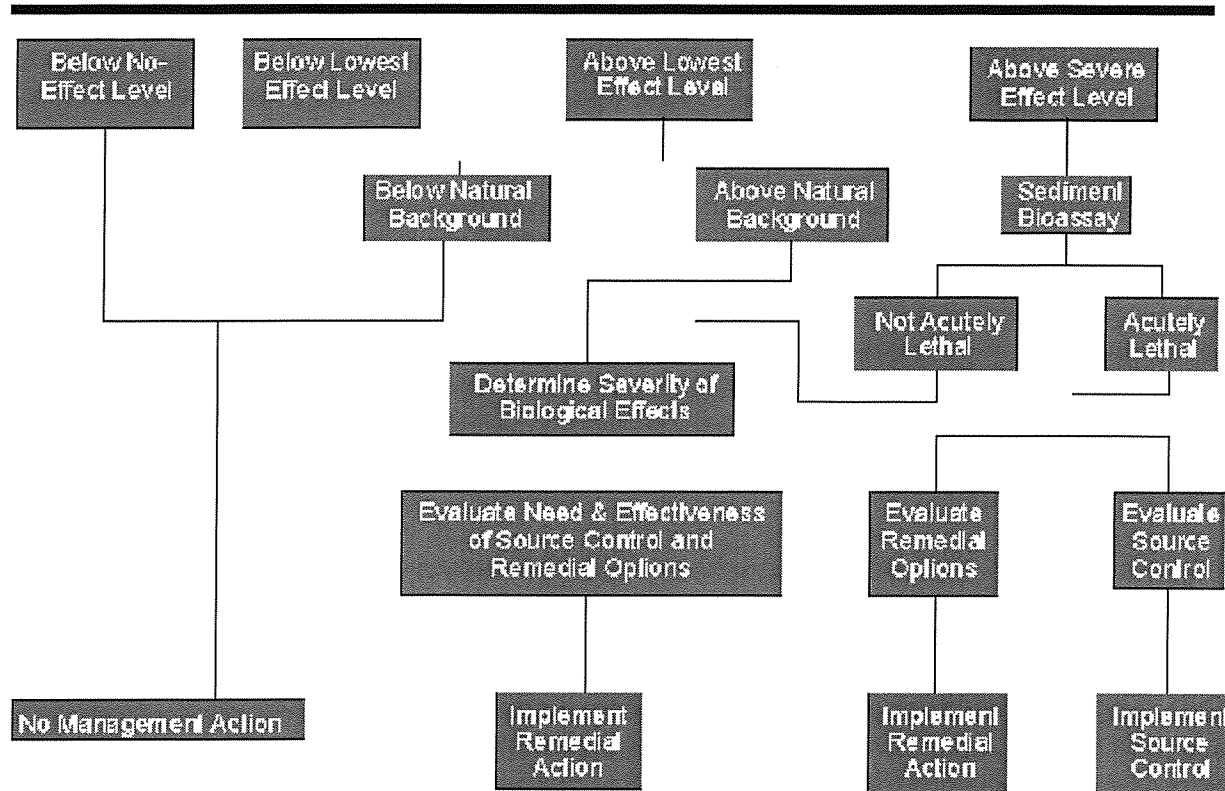 Below No-
Effect Level
Below Lowest
Effect Level
Above Lowest
Effect Level
Above Severe
Effect Level
Below Natural
Background
Above Natural
Background
Sediment
Bioassay
Not Acutely
Lethal
Acutely
Lethal
Determine Severity of
Biological Effects
Evaluate Need & Effectiveness
of Source Control and
Remedial Options
Evaluate
Remedial
Options
Evaluate
Source
Control
No Management Action
Implement
Remedial
Action
Implement
Remedial
Action
Implement
Source
Control